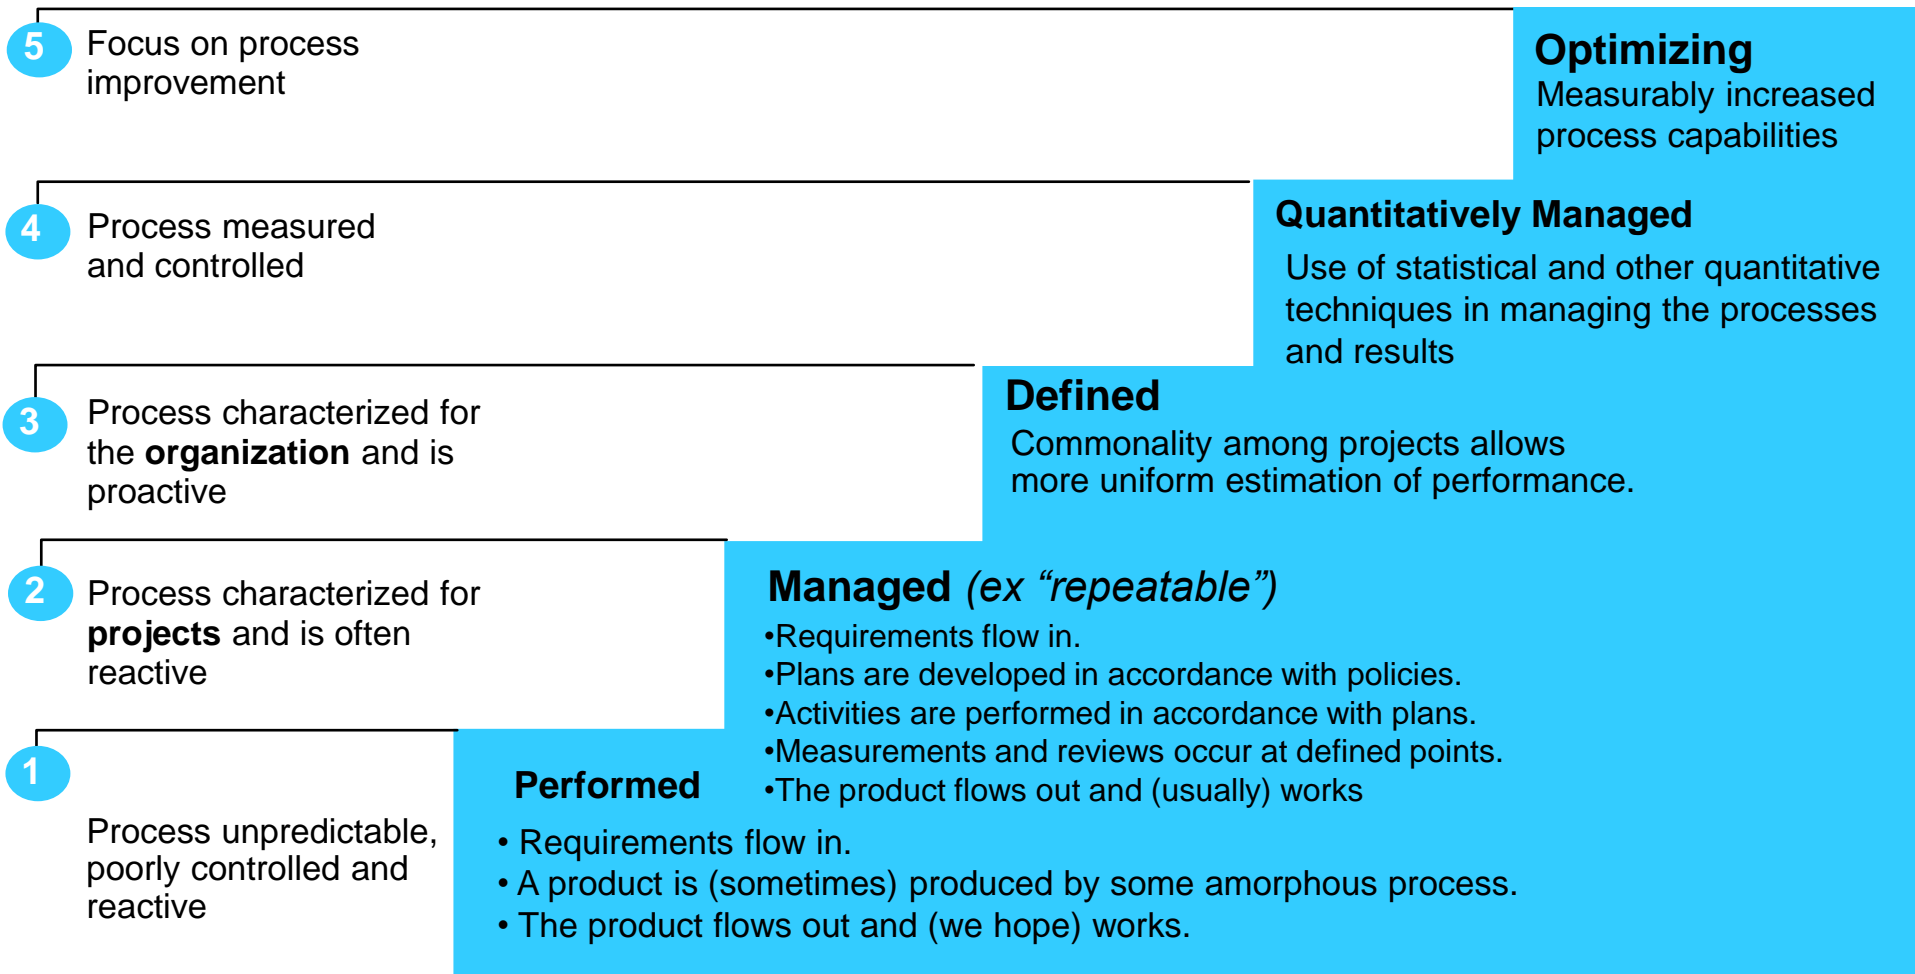 5
Focus on process
improvement
Optimizing
Measurably increased
process capabilities
4
Process measured
and controlled
Quantitatively Managed
Use of statistical and other quantitative
techniques in managing the processes
and results
3
Process characterized for
the organization and is
proactive
Defined
Commonality among projects allows
more uniform estimation of performance.
2
Process characterized for
projects and is often
reactive
Managed (ex “repeatable”)
•Requirements flow in.
•Plans are developed in accordance with policies.
•Activities are performed in accordance with plans.
•Measurements and reviews occur at defined points.
•The product flows out and (usually) works
1
Process unpredictable,
poorly controlled and
reactive
Performed
• Requirements flow in.
• A product is (sometimes) produced by some amorphous process.
• The product flows out and (we hope) works.